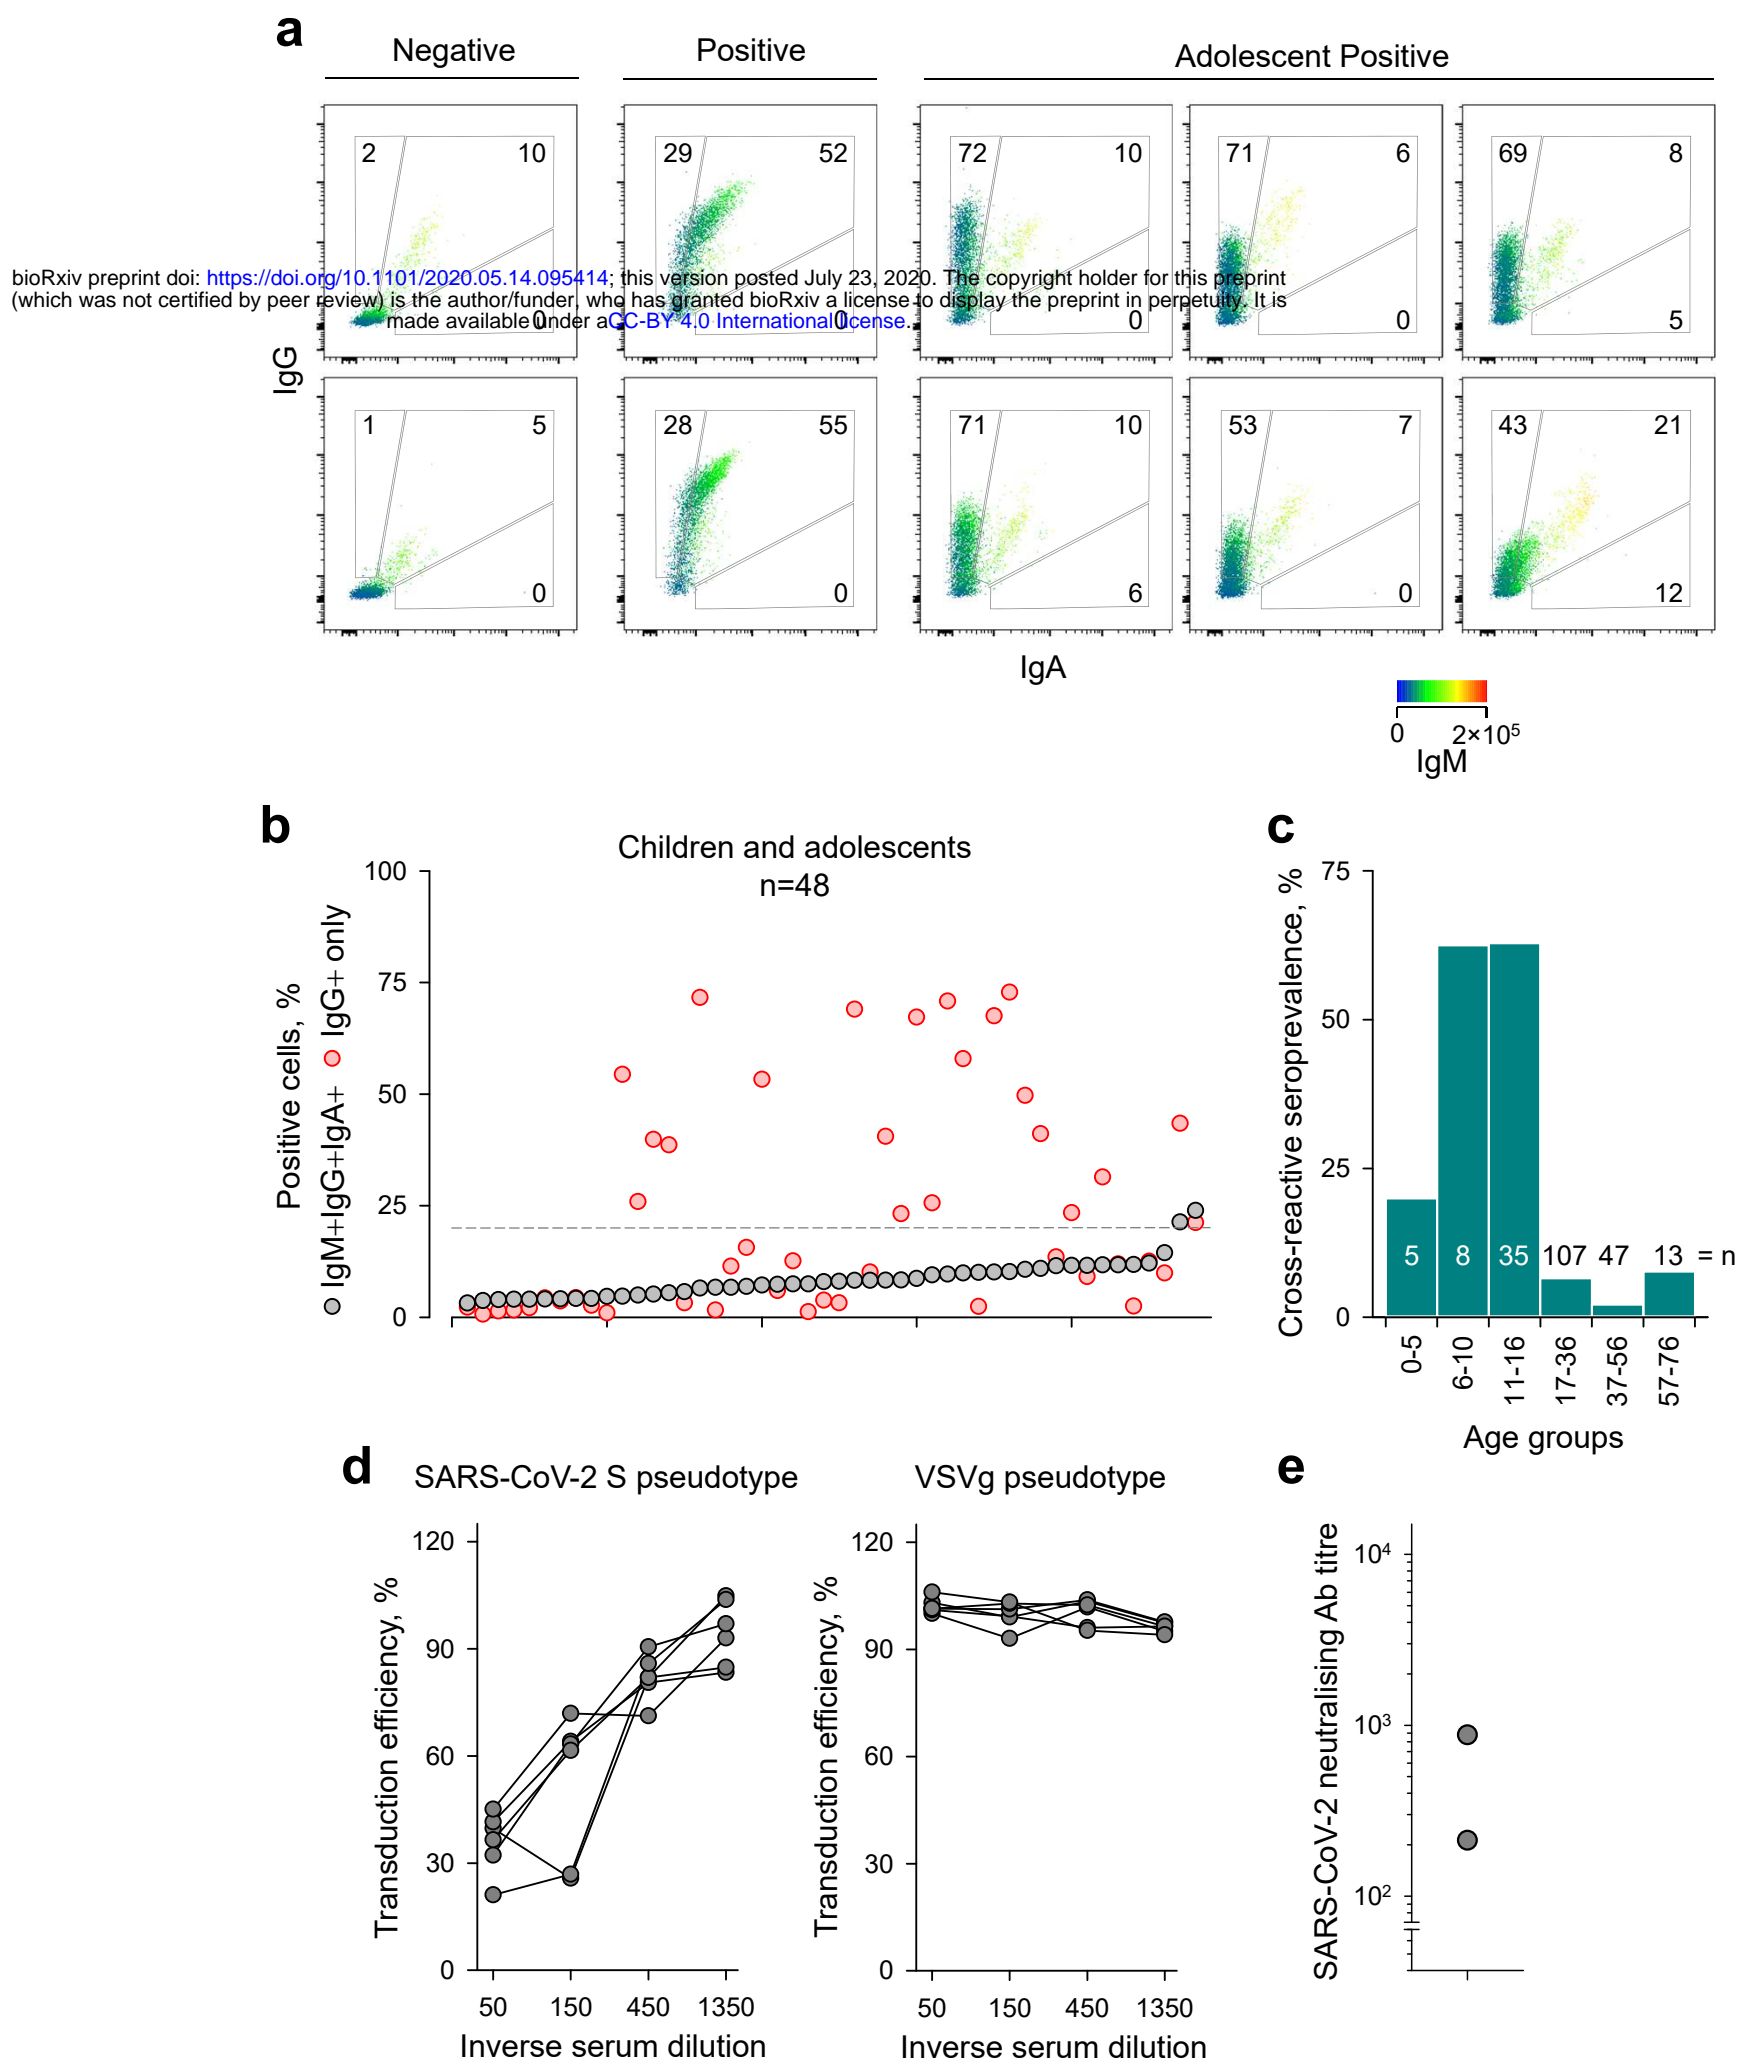 a
Negative
Positive
Adolescent Positive
2 10 29 52 72 10 71 6 69 8
bioRxiv preprint doi: https://doi.org/10.1101/2020.05.14.095414; this version posted July 23, 2020. The copyright holder for this preprint
(which was not certified by peer review) is the author/funder, who has granted bioRxiv a license to display the preprint in perpetuity. It is
made available under aCC-BY 4.0 International license.
0 0 0 0 5
IgG
1 5 28 55 71 10 53 7 43 21
0 0 6 0 12
IgA
0 2×10⁵
IgM
b
Children and adolescents
n=48
Positive cells, %
IgM+IgG+IgA+ IgG+ only
100
75
50
25
0
c
Cross-reactive seroprevalence, %
75
50
25
0
5 8 35 107 47 13 = n
0-5
6-10
11-16
17-36
37-56
57-76
Age groups
d
SARS-CoV-2 S pseudotype
Transduction efficiency, %
120
90
60
30
0
50 150 450 1350
Inverse serum dilution
VSVg pseudotype
Transduction efficiency, %
120
90
60
30
0
50 150 450 1350
Inverse serum dilution
e
SARS-CoV-2 neutralising Ab titre
10⁴
10³
10²